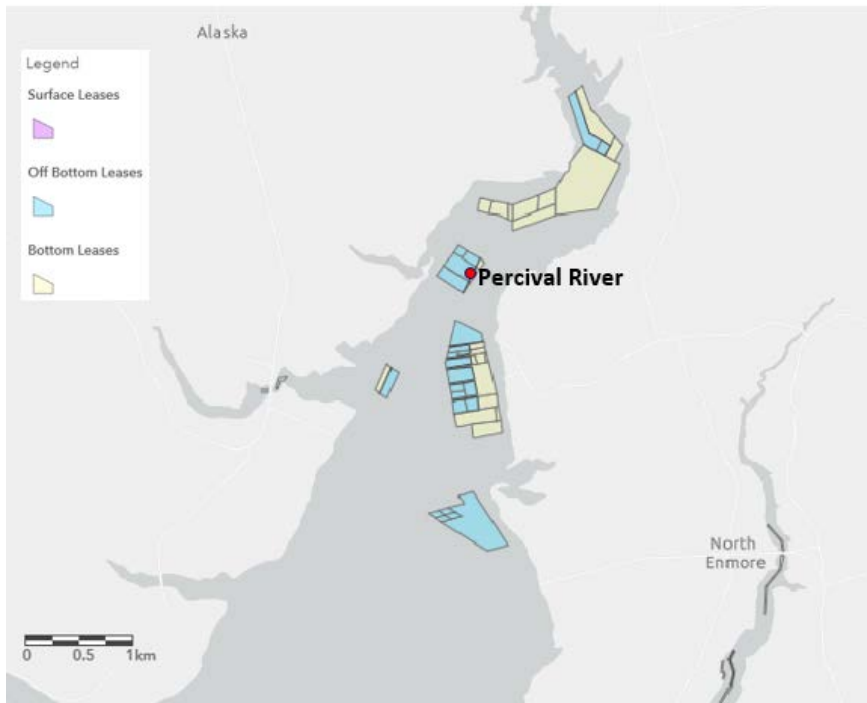 Alaska
Legend
Surface Leases
Off Bottom Leases
Bottom Leases
Percival River
North
Enmore
0 0.5 1km